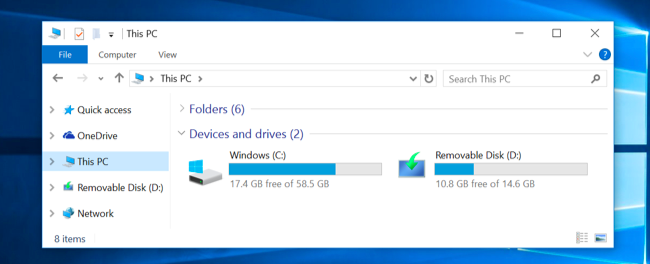 This PC
File Computer View
This PC
Search This PC
Quick access
OneDrive
This PC
Removable Disk (D:)
Network
Folders (6)
Devices and drives (2)
Windows (C:)
17.4 GB free of 58.5 GB
Removable Disk (D:)
10.8 GB free of 14.6 GB
8 items